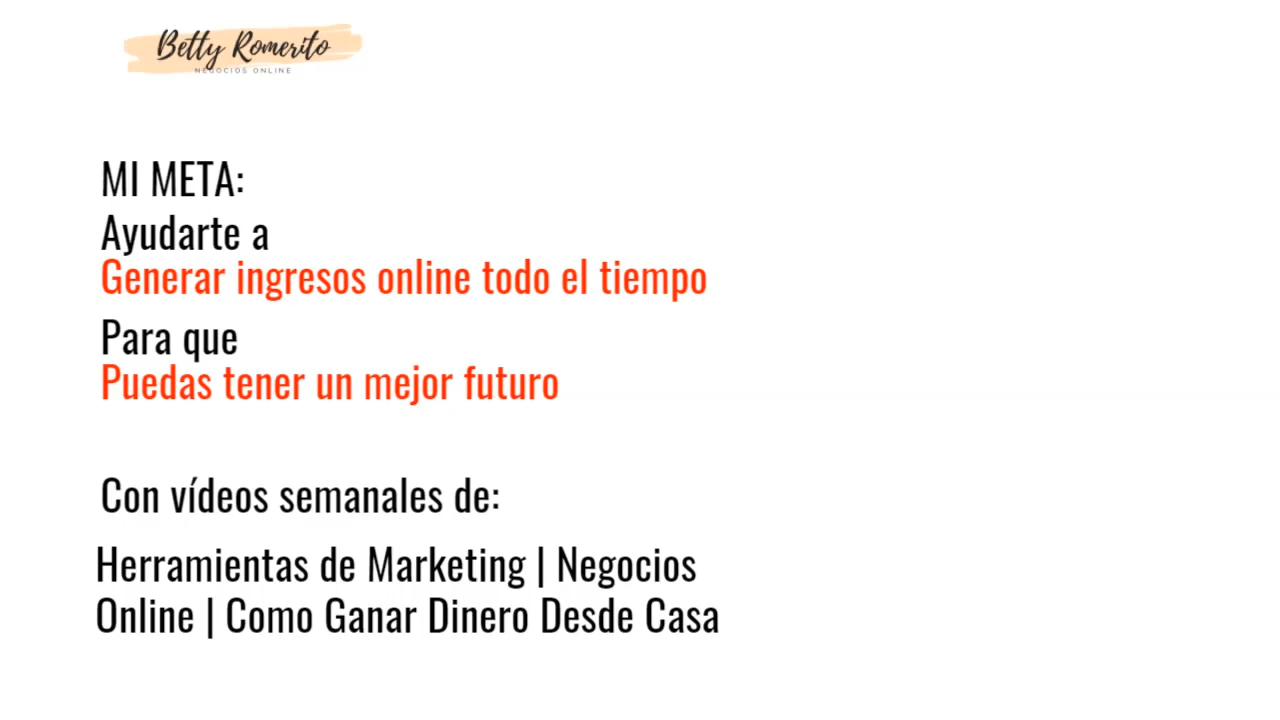 Betty Romerito
NEGOCIOS ONLINE
MI META:
Ayudarte a
Generar ingresos online todo el tiempo
Para que
Puedas tener un mejor futuro
Con vídeos semanales de:
Herramientas de Marketing | Negocios
Online | Como Ganar Dinero Desde Casa